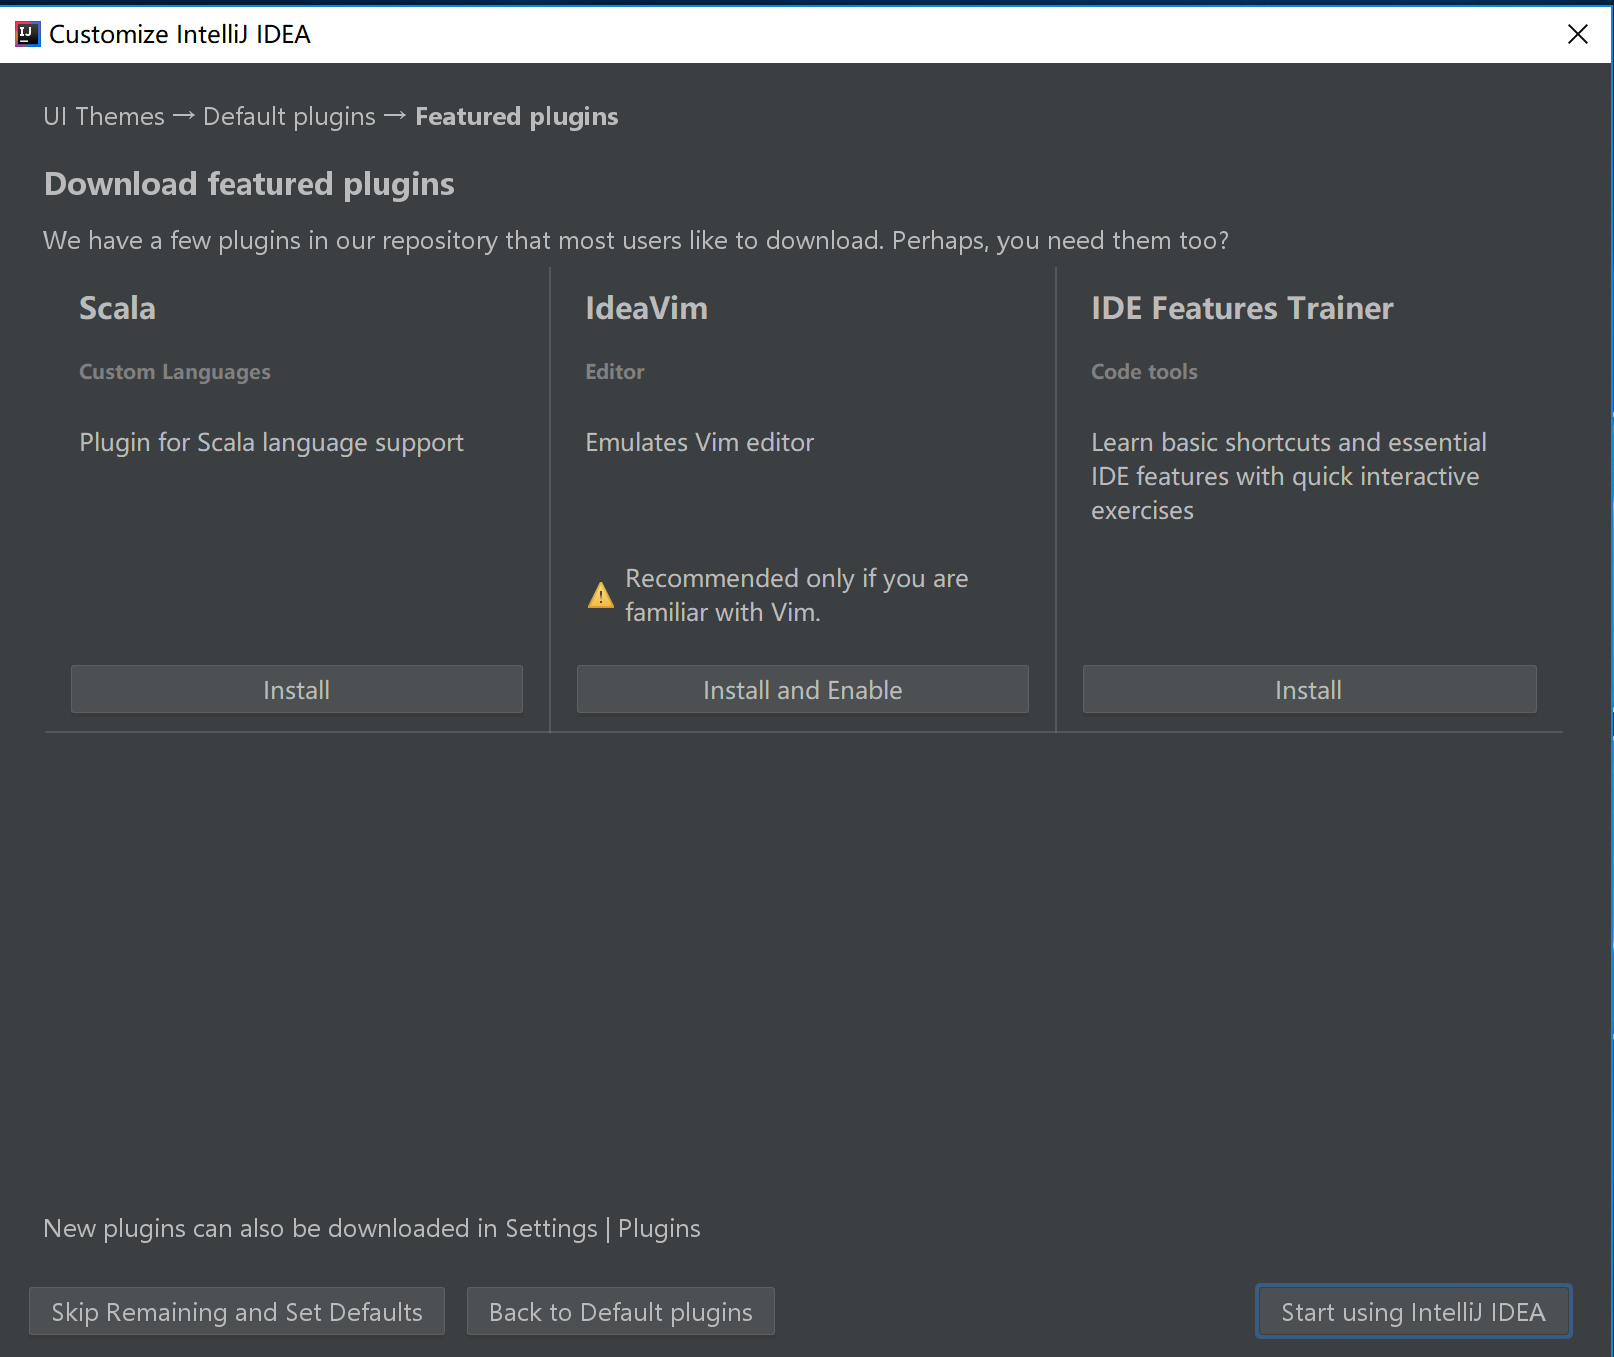 IJ
Customize IntelliJ IDEA
UI Themes → Default plugins → Featured plugins
Download featured plugins
We have a few plugins in our repository that most users like to download. Perhaps, you need them too?
Scala
Custom Languages
Plugin for Scala language support
Install
IdeaVim
Editor
Emulates Vim editor
Recommended only if you are
familiar with Vim.
Install and Enable
IDE Features Trainer
Code tools
Learn basic shortcuts and essential
IDE features with quick interactive
exercises
Install
New plugins can also be downloaded in Settings | Plugins
Skip Remaining and Set Defaults
Back to Default plugins
Start using IntelliJ IDEA